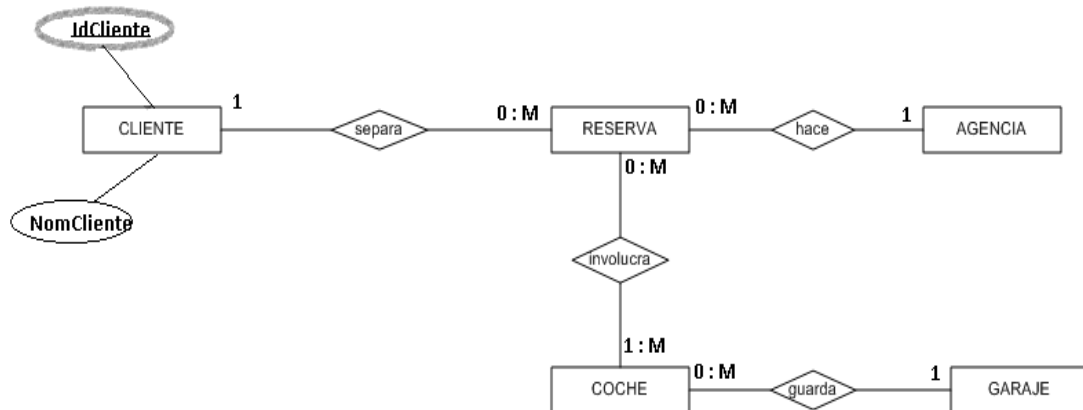 IdCliente
1
0 : M
0 : M
1
CLIENTE
separa
RESERVA
hace
AGENCIA
0 : M
NomCliente
involucra
1 : M
0 : M
1
COCHE
guarda
GARAJE